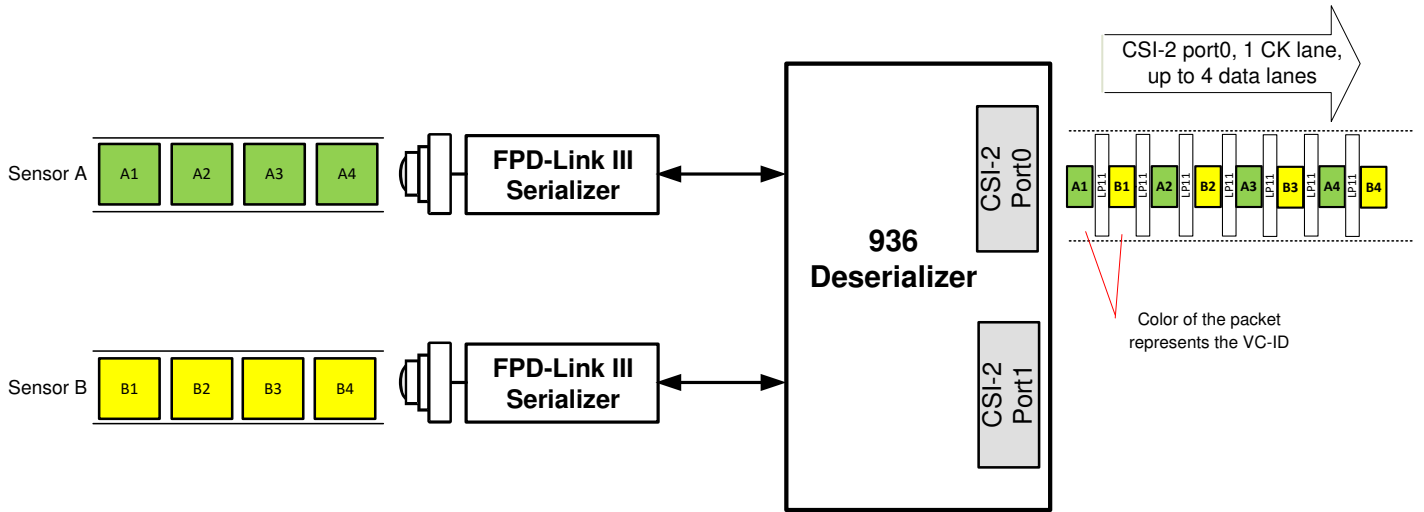 CSI-2 port0, 1 CK lane,
up to 4 data lanes
Sensor A
A1 A2 A3 A4
FPD-Link III
Serializer
CSI-2
Port0
A1 LP11 B1 LP11 A2 LP11 B2 LP11 A3 LP11 B3 LP11 A4 LP11 B4
936
Deserializer
Color of the packet
represents the VC-ID
Sensor B
B1 B2 B3 B4
FPD-Link III
Serializer
CSI-2
Port1